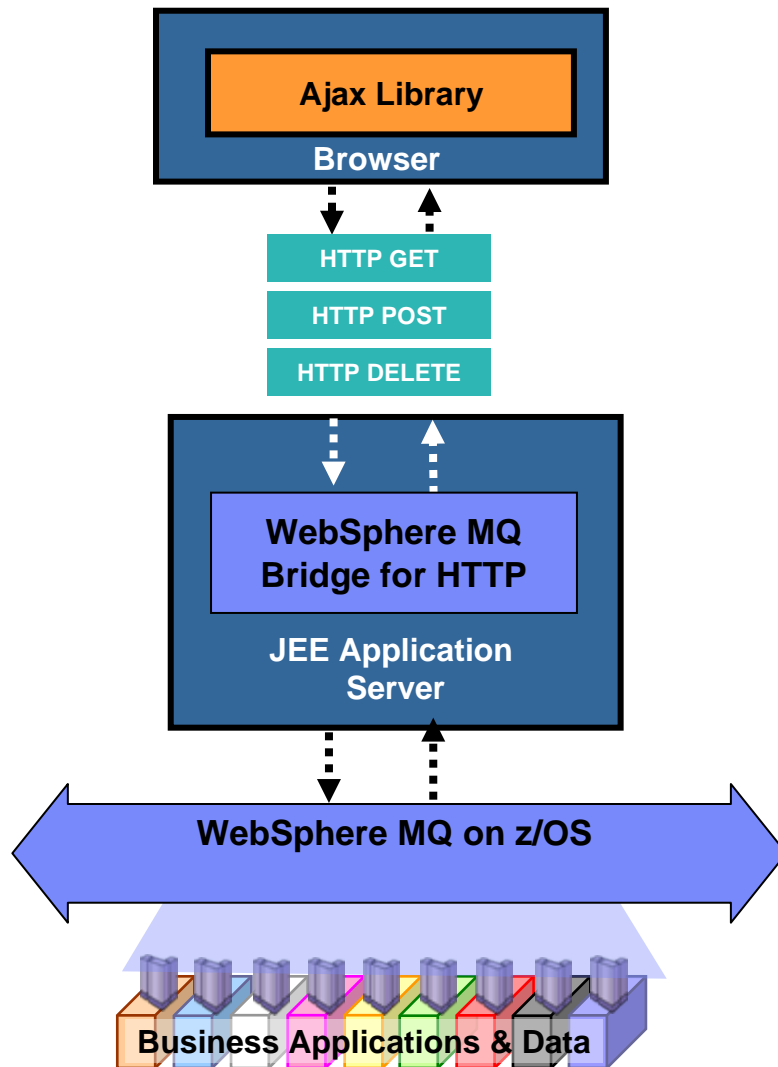 Ajax Library
Browser
HTTP GET
HTTP POST
HTTP DELETE
WebSphere MQ
Bridge for HTTP
JEE Application
Server
WebSphere MQ on z/OS
Business Applications & Data